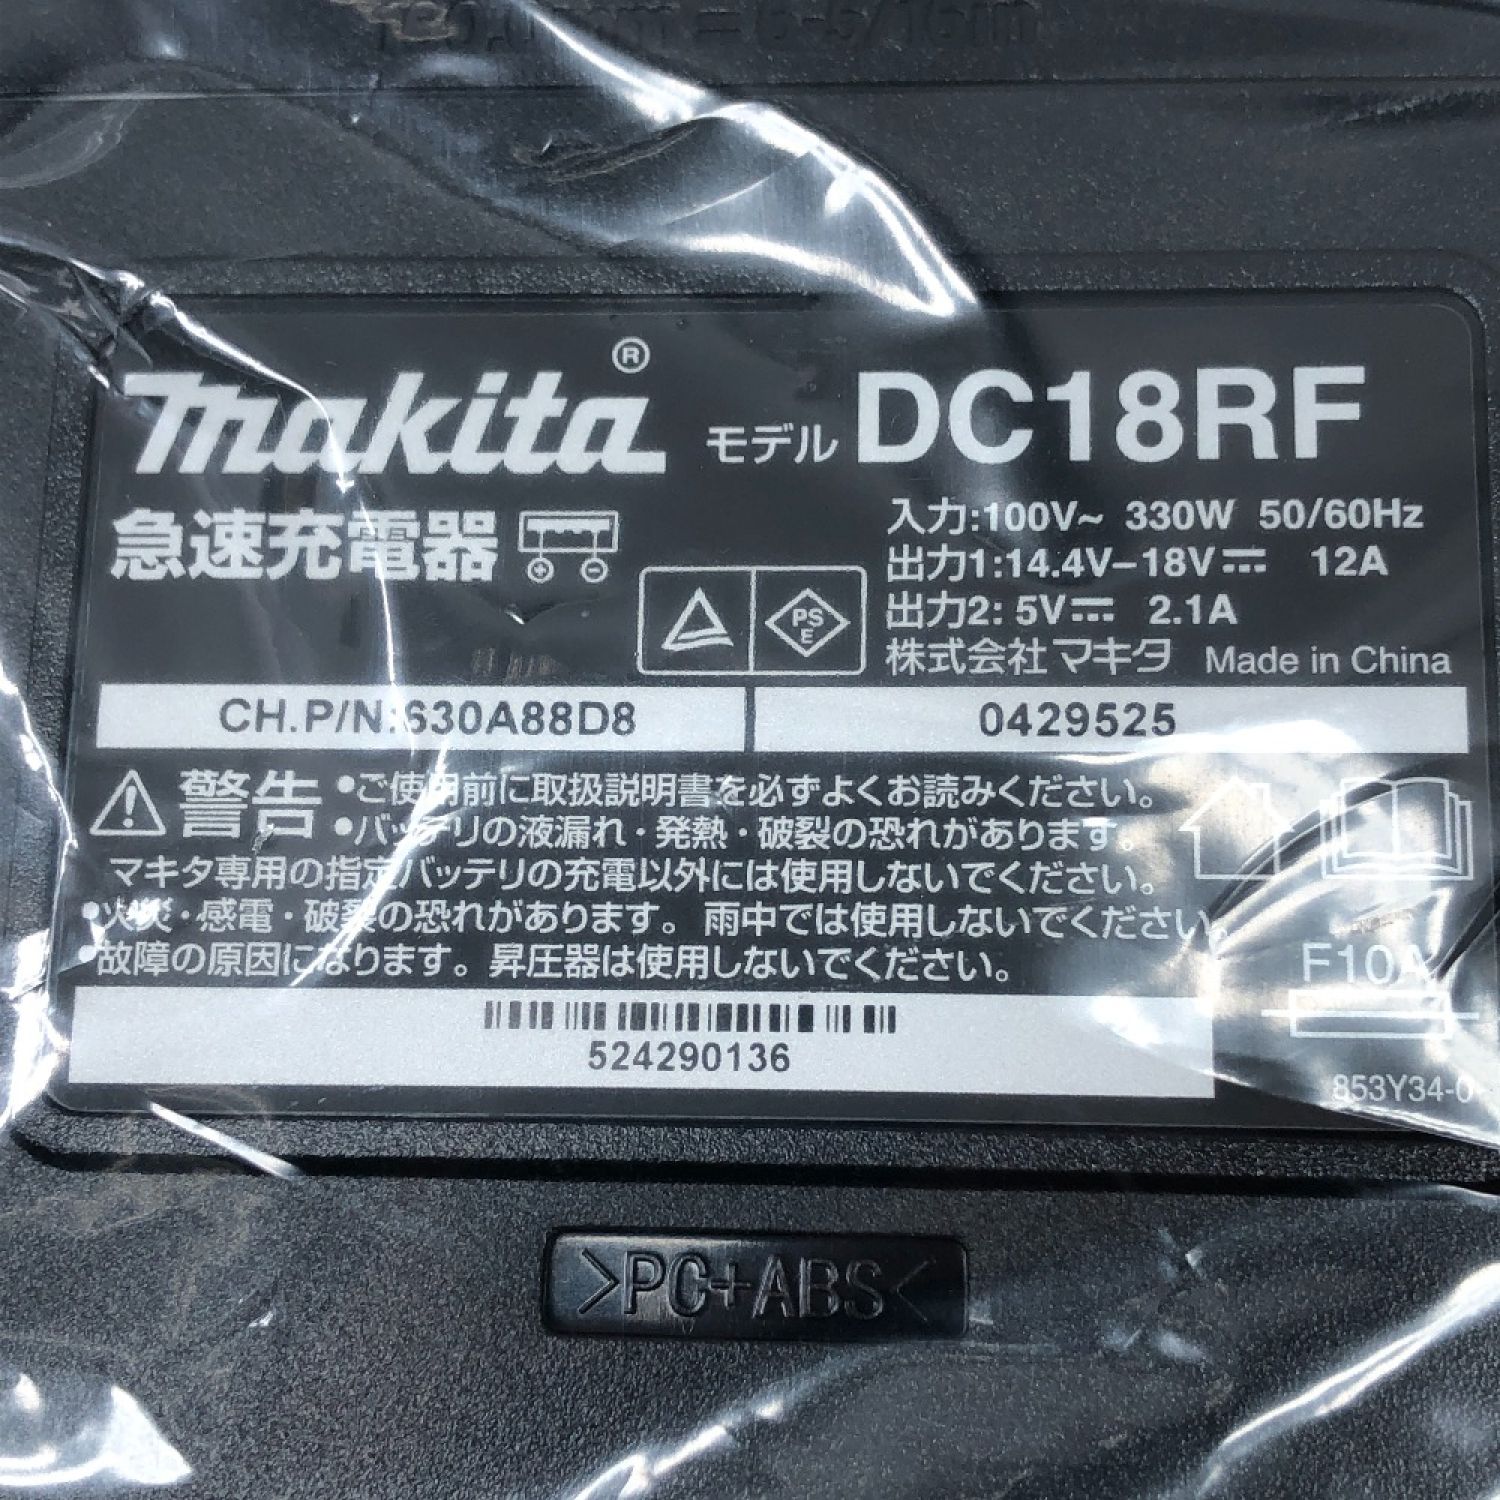 = 6-5/16in
makita®
モデル DC18RF
急速充電器
入力:100V~ 330W 50/60Hz
出力1:14.4V–18V⎓ 12A
出力2: 5V⎓ 2.1A
PS
E
株式会社マキタ Made in China
CH.P/N:630A88D8
0429525
警告 •ご使用前に取扱説明書を必ずよくお読みください。
•バッテリの液漏れ・発熱・破裂の恐れがあります。
マキタ専用の指定バッテリの充電以外には使用しないでください。
•火災・感電・破裂の恐れがあります。雨中では使用しないでください。
•故障の原因になります。昇圧器は使用しないでください。
F10A
524290136
853Y34-0
>PC+ABS<